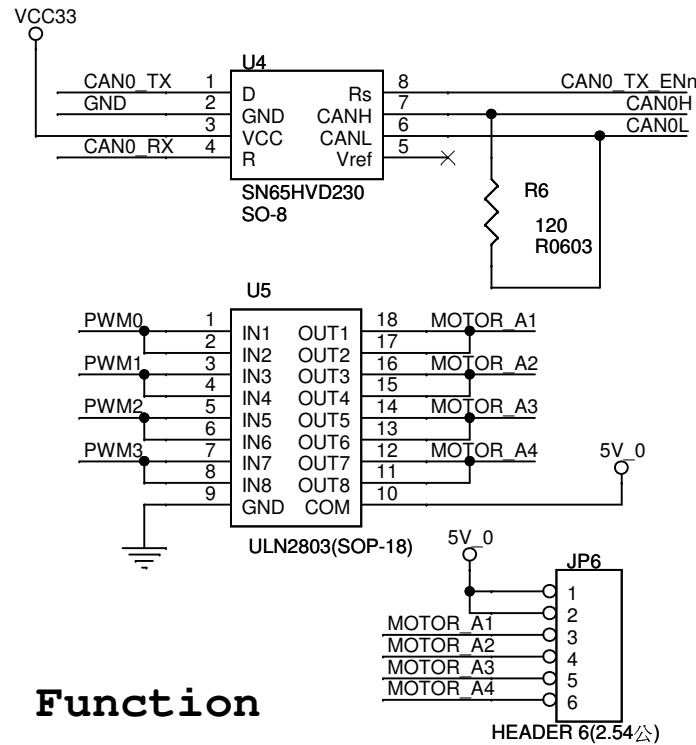 VCC33
U4
CAN0_TX 1 D Rs 8 CAN0_TX_ENn
GND 2 GND CANH 7 CAN0H
3 VCC CANL 6 CAN0L
CAN0_RX 4 R Vref 5
SN65HVD230
SO-8
R6
120
R0603
U5
PWM0 1 IN1 OUT1 18 MOTOR_A1
2 IN2 OUT2 17
PWM1 3 IN3 OUT3 16 MOTOR_A2
4 IN4 OUT4 15
PWM2 5 IN5 OUT5 14 MOTOR_A3
6 IN6 OUT6 13
PWM3 7 IN7 OUT7 12 MOTOR_A4
8 IN8 OUT8 11
9 GND COM 10
5V_0
ULN2803(SOP-18)
5V_0
JP6
1
2
MOTOR_A1 3
MOTOR_A2 4
MOTOR_A3 5
MOTOR_A4 6
HEADER 6(2.54公)
Function